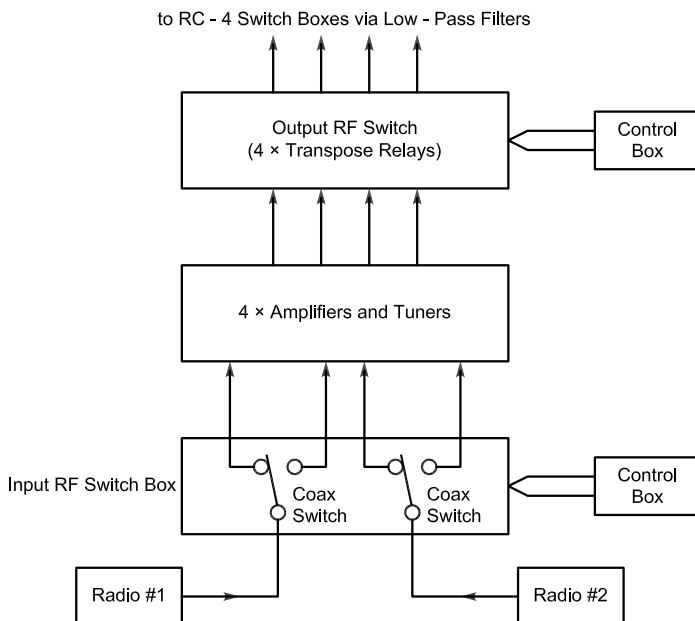 to RC - 4 Switch Boxes via Low - Pass Filters
Output RF Switch
(4 × Transpose Relays)
Control
Box
4 × Amplifiers and Tuners
Input RF Switch Box
Coax
Switch
Coax
Switch
Control
Box
Radio #1
Radio #2